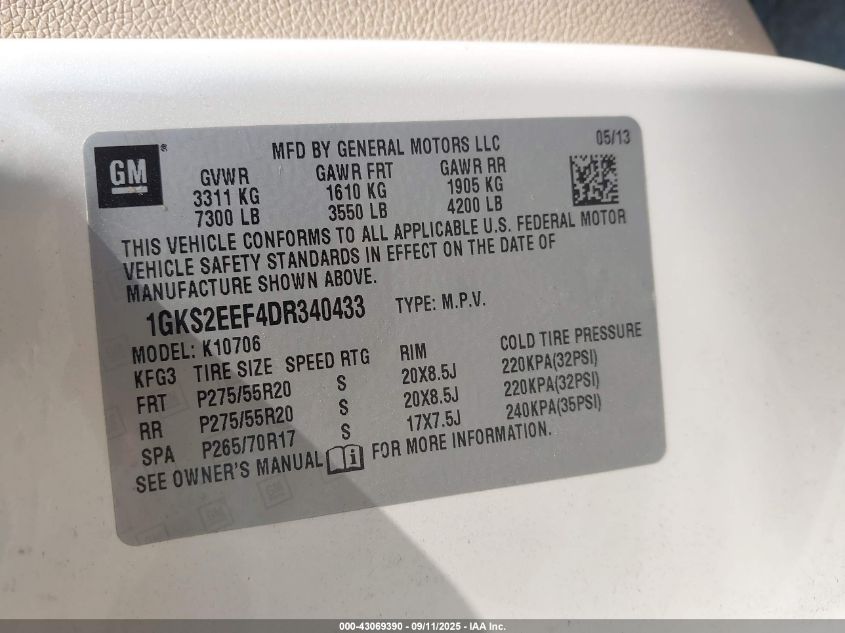 GM ®
MFD BY GENERAL MOTORS LLC 05/13
GVWR GAWR FRT GAWR RR
3311 KG 1610 KG 1905 KG
7300 LB 3550 LB 4200 LB
THIS VEHICLE CONFORMS TO ALL APPLICABLE U.S. FEDERAL MOTOR
VEHICLE SAFETY STANDARDS IN EFFECT ON THE DATE OF
MANUFACTURE SHOWN ABOVE.
1GKS2EEF4DR340433 TYPE: M.P.V.
MODEL: K10706
KFG3 TIRE SIZE SPEED RTG RIM COLD TIRE PRESSURE
FRT P275/55R20 S 20X8.5J 220KPA(32PSI)
RR P275/55R20 S 20X8.5J 220KPA(32PSI)
SPA P265/70R17 S 17X7.5J 240KPA(35PSI)
SEE OWNER'S MANUAL FOR MORE INFORMATION.
000-43069390 - 09/11/2025 - IAA Inc.